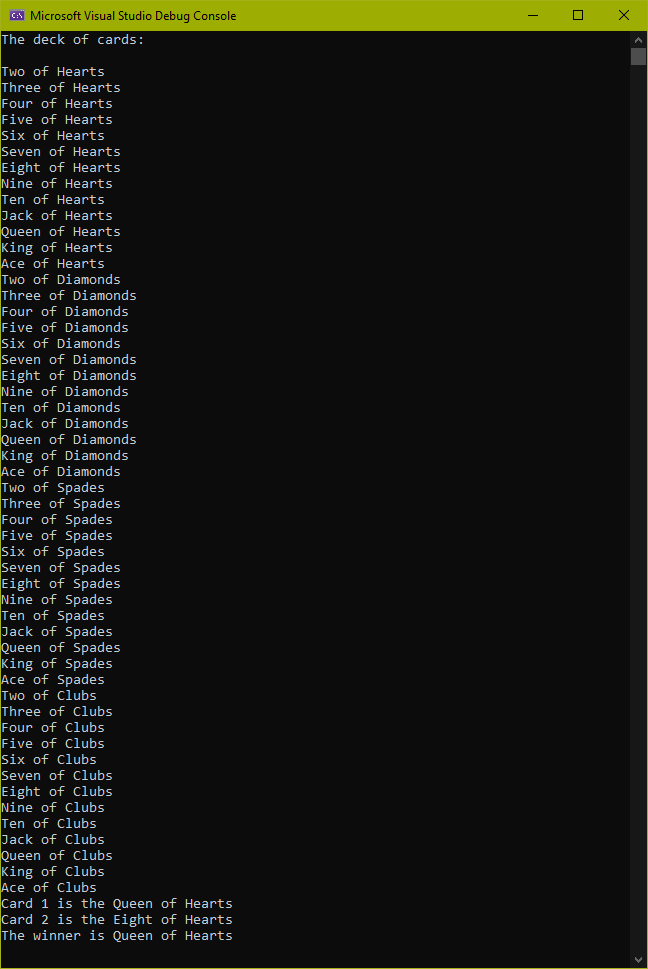 Microsoft Visual Studio Debug Console
The deck of cards:
Two of Hearts
Three of Hearts
Four of Hearts
Five of Hearts
Six of Hearts
Seven of Hearts
Eight of Hearts
Nine of Hearts
Ten of Hearts
Jack of Hearts
Queen of Hearts
King of Hearts
Ace of Hearts
Two of Diamonds
Three of Diamonds
Four of Diamonds
Five of Diamonds
Six of Diamonds
Seven of Diamonds
Eight of Diamonds
Nine of Diamonds
Ten of Diamonds
Jack of Diamonds
Queen of Diamonds
King of Diamonds
Ace of Diamonds
Two of Spades
Three of Spades
Four of Spades
Five of Spades
Six of Spades
Seven of Spades
Eight of Spades
Nine of Spades
Ten of Spades
Jack of Spades
Queen of Spades
King of Spades
Ace of Spades
Two of Clubs
Three of Clubs
Four of Clubs
Five of Clubs
Six of Clubs
Seven of Clubs
Eight of Clubs
Nine of Clubs
Ten of Clubs
Jack of Clubs
Queen of Clubs
King of Clubs
Ace of Clubs
Card 1 is the Queen of Hearts
Card 2 is the Eight of Hearts
The winner is Queen of Hearts